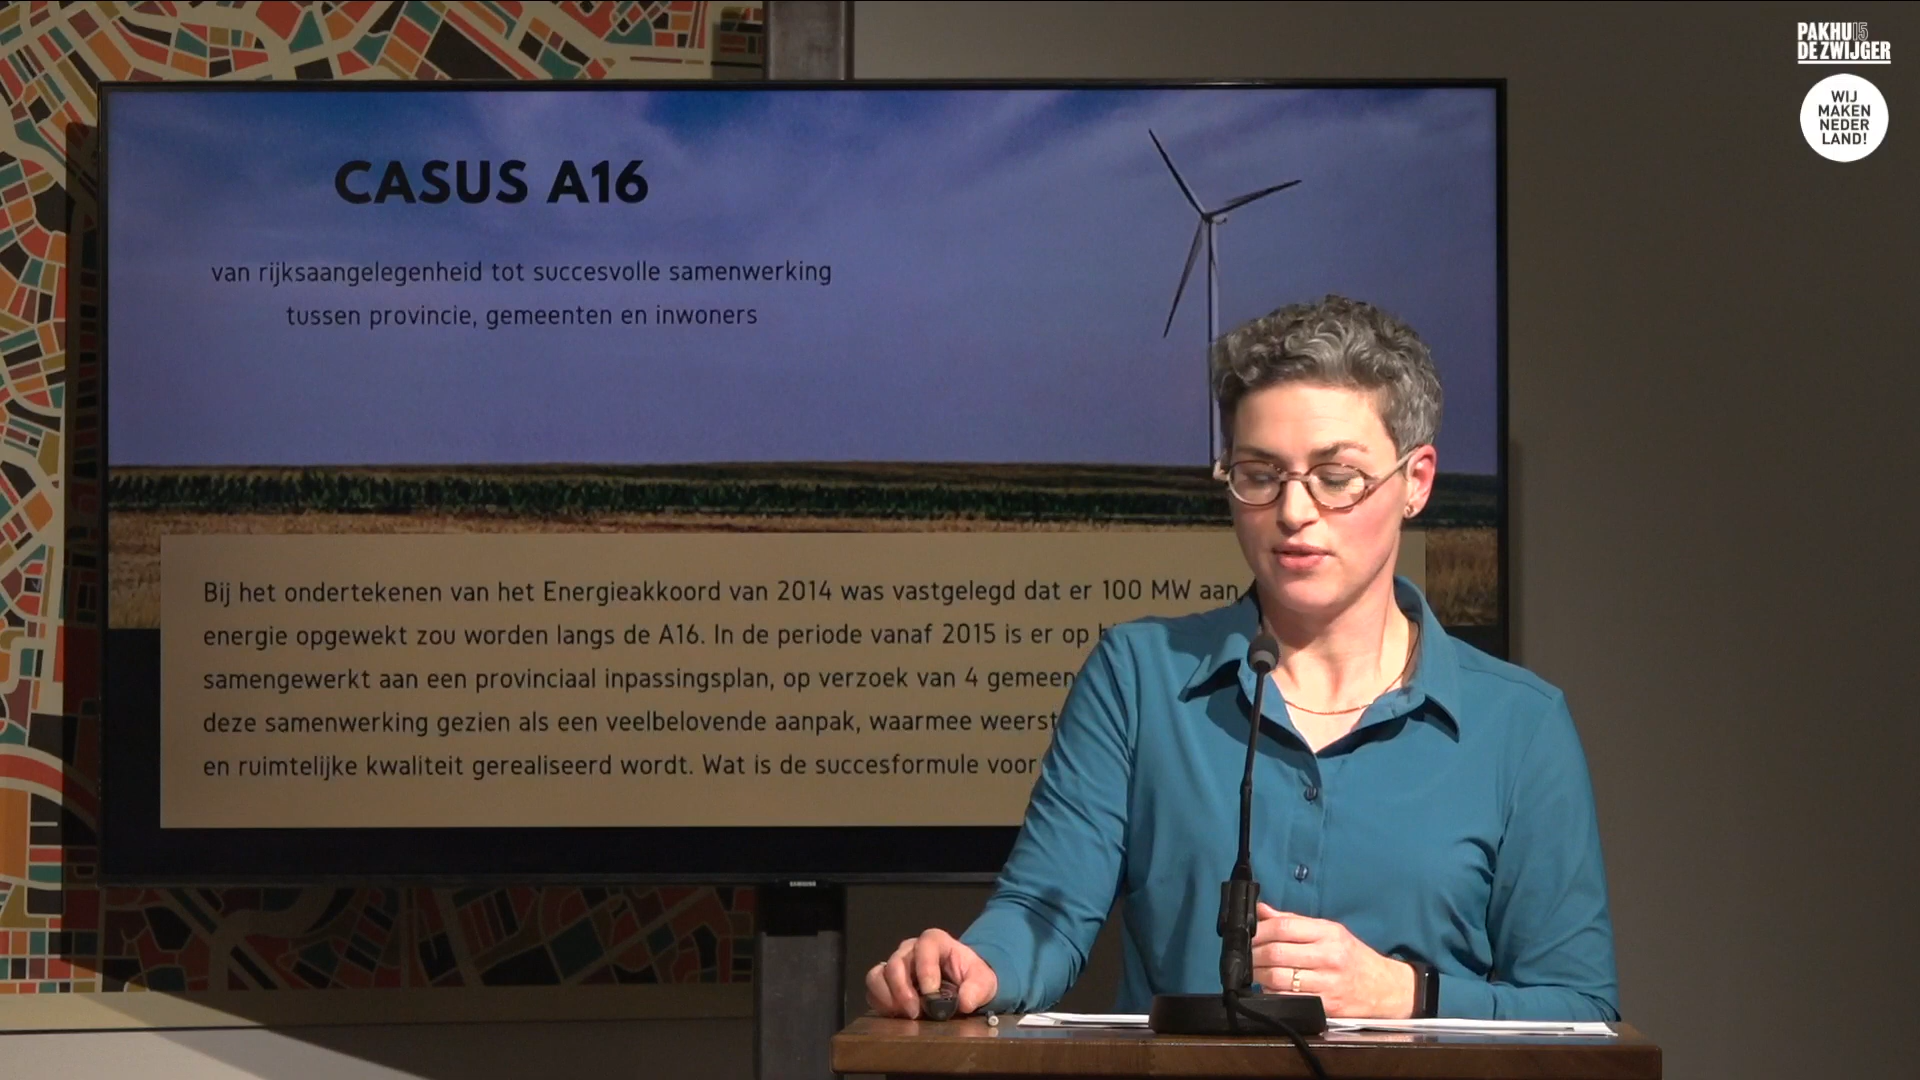 PAKHU15
DE ZWIJGER
WIJ
MAKEN
NEDER
LAND!
CASUS A16
van rijksaangelegenheid tot succesvolle samenwerking
tussen provincie, gemeenten en inwoners
Bij het ondertekenen van het Energieakkoord van 2014 was vastgelegd dat er 100 MW aan
energie opgewekt zou worden langs de A16. In de periode vanaf 2015 is er op
samengewerkt aan een provinciaal inpassingsplan, op verzoek van 4
deze samenwerking gezien als een veelbelovende aanpak, waarmee
en ruimtelijke kwaliteit gerealiseerd wordt. Wat is de succesformule voor
SAMSUNG